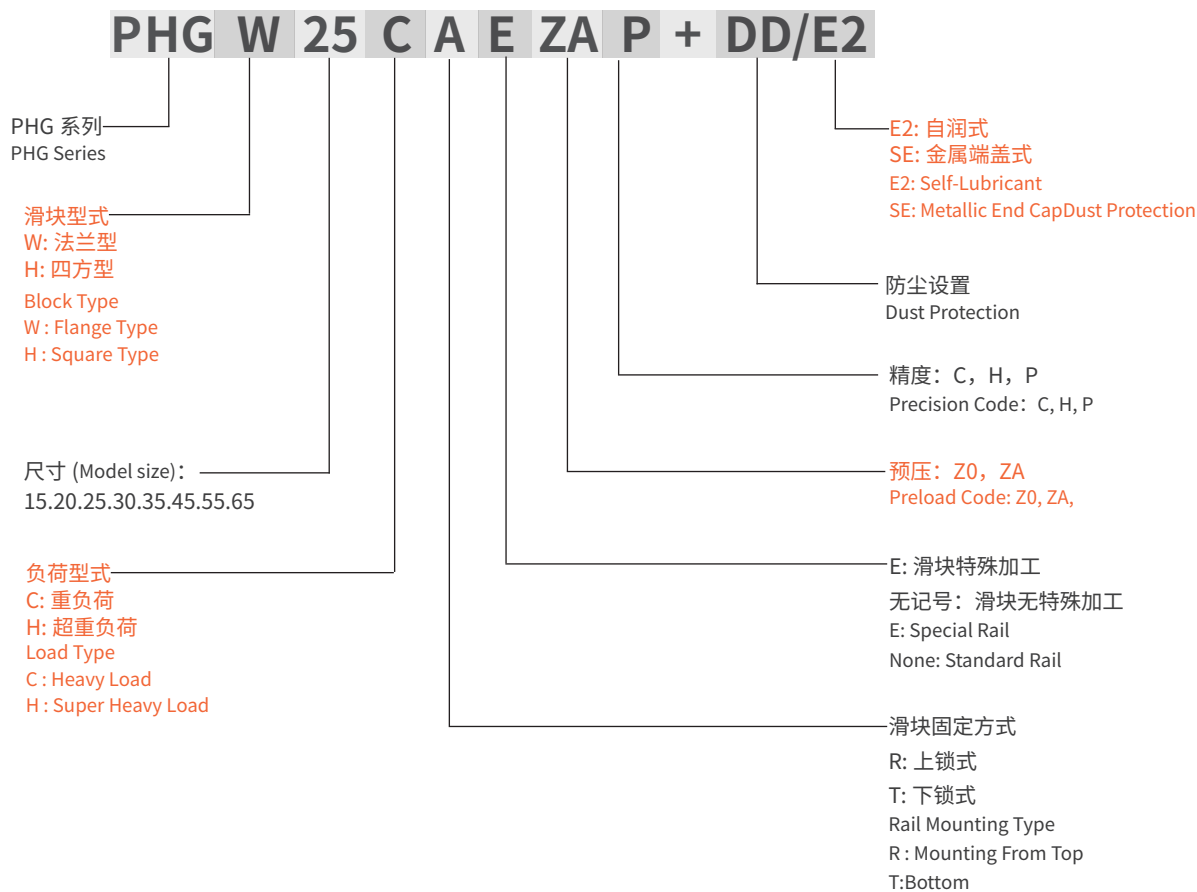 PHG W 25 C A E ZA P + DD/E2
PHG 系列
PHG Series
滑块型式
W: 法兰型
H: 四方型
Block Type
W : Flange Type
H : Square Type
尺寸 (Model size)：
15.20.25.30.35.45.55.65
负荷型式
C: 重负荷
H: 超重负荷
Load Type
C : Heavy Load
H : Super Heavy Load
E2: 自润式
SE: 金属端盖式
E2: Self-Lubricant
SE: Metallic End CapDust Protection
防尘设置
Dust Protection
精度：C，H，P
Precision Code：C, H, P
预压：Z0，ZA
Preload Code: Z0, ZA,
E: 滑块特殊加工
无记号：滑块无特殊加工
E: Special Rail
None: Standard Rail
滑块固定方式
R: 上锁式
T: 下锁式
Rail Mounting Type
R : Mounting From Top
T:Bottom